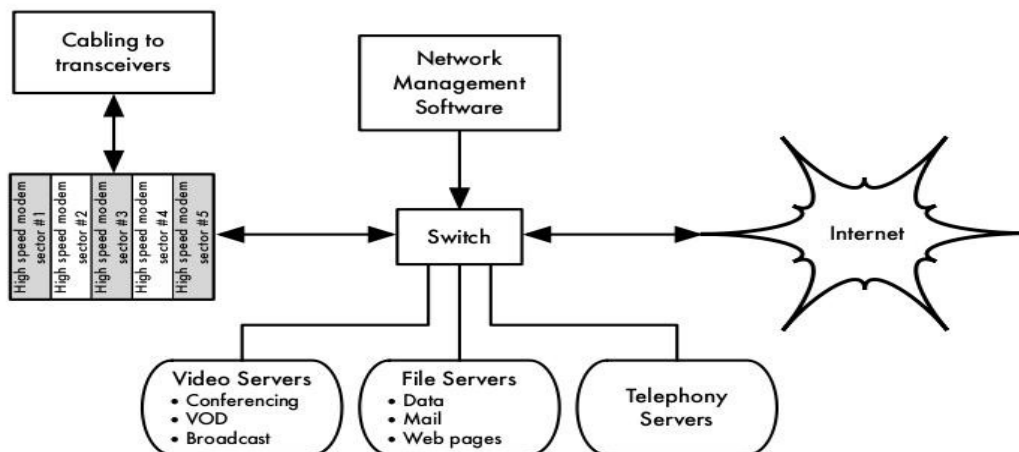 Cabling to
transceivers
Network
Management
Software
High speed modem
sector #1
High speed modem
sector #2
High speed modem
sector #3
High speed modem
sector #4
High speed modem
sector #5
Switch
Internet
Video Servers
• Conferencing
• VOD
• Broadcast
File Servers
• Data
• Mail
• Web pages
Telephony
Servers